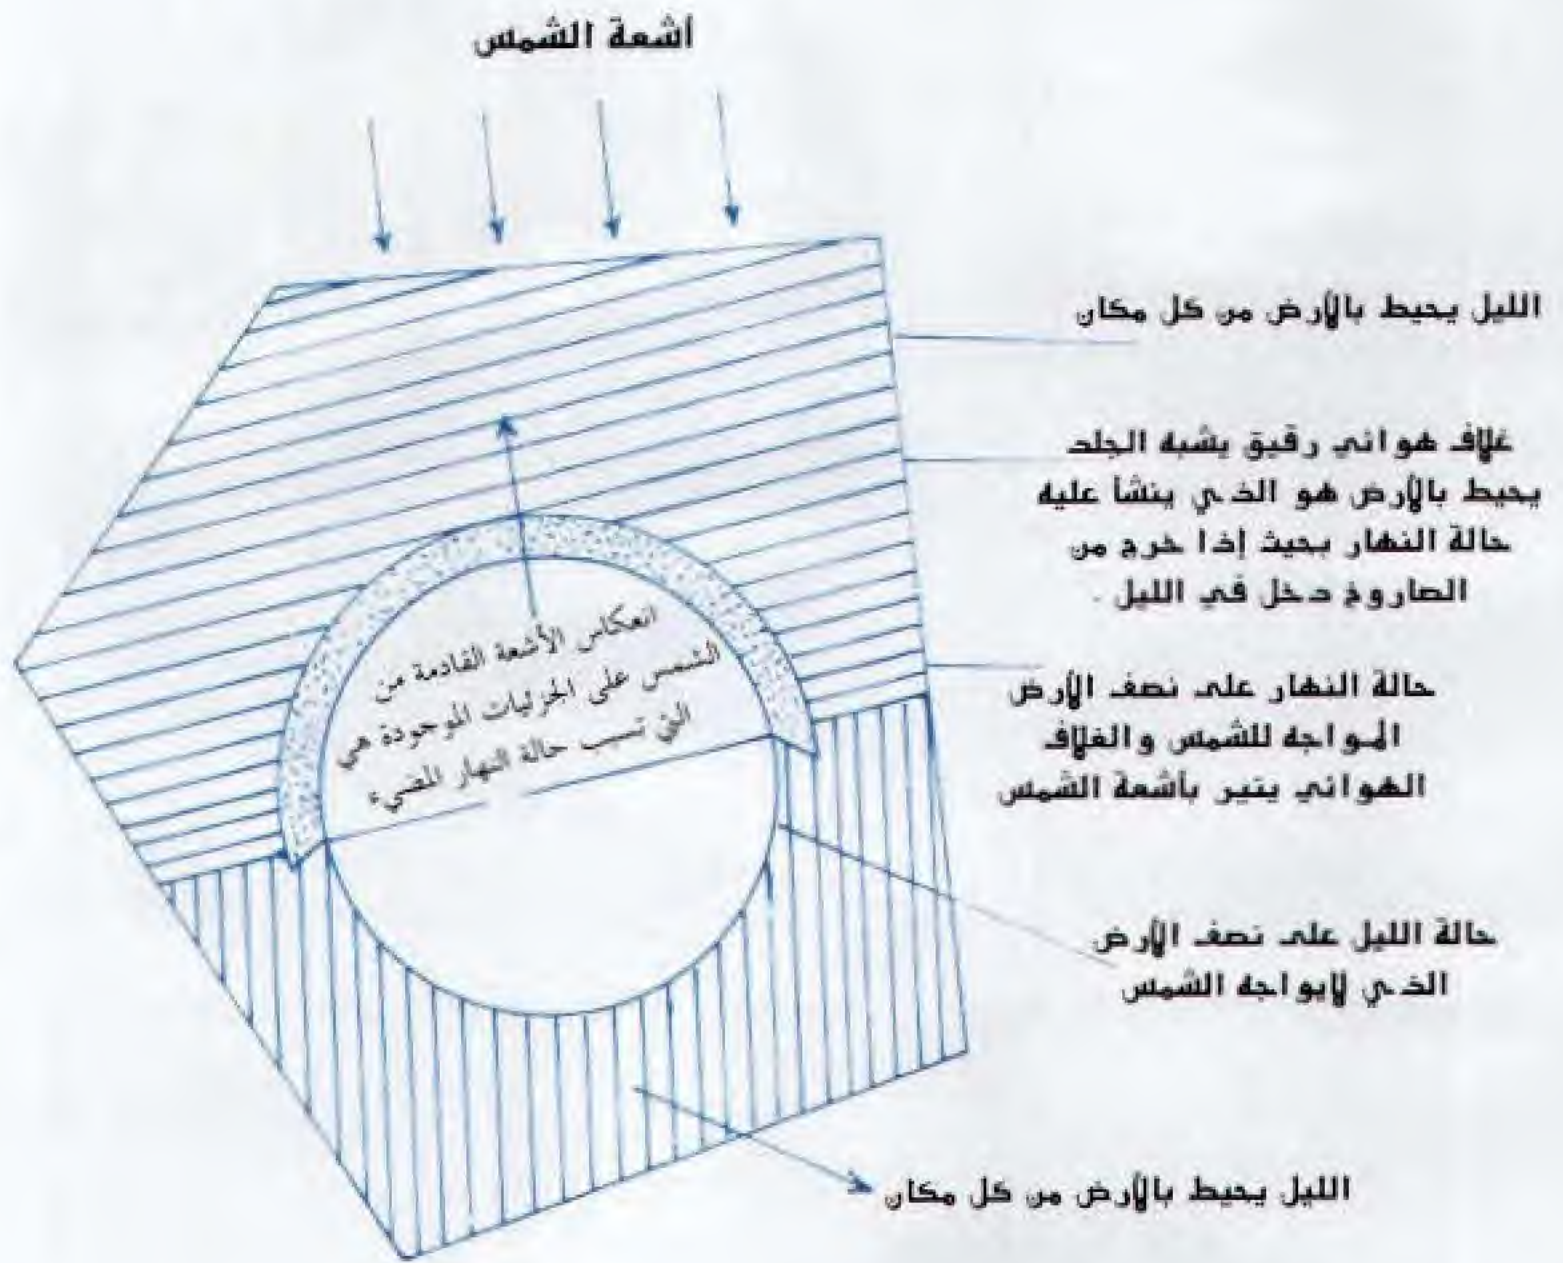 أشعة الشمس
الليل يحيط بالأرض من كل مكان
غلاف هوائي رقيق يشبه الجلد
يحيط بالأرض هو الذي ينشأ عليه
حالة النهار بحيث إذا خرج من
الصاروخ دخل في الليل .
انعكاس الأشعة القادمة من
الشمس على الجزئيات الموجودة هي
التي تسبب حالة النهار المضيء
حالة النهار على نصف الأرض
المواجه للشمس والغلاف
الهوائي ينير بأشعة الشمس
حالة الليل على نصف الأرض
الذي لايواجه الشمس
الليل يحيط بالأرض من كل مكان